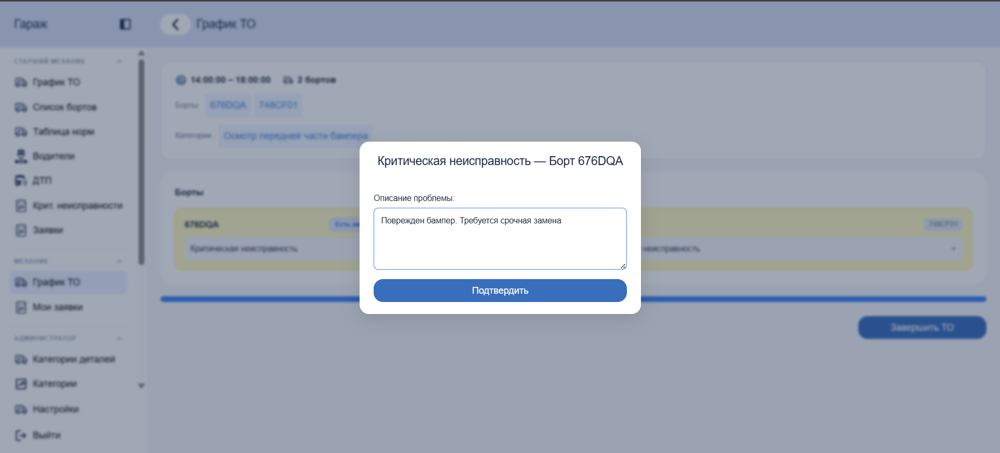 Гараж
График ТО
СТАРШИЙ МЕХАНИК
График ТО
Список бортов
Таблица норм
Водители
ДТП
Крит. неисправности
Заявки
МЕХАНИК
График ТО
Мои заявки
АДМИНИСТРАТОР
Категории деталей
Категории
Настройки
Выйти
14:00:00 – 18:00:00 2 бортов
Борты: 676DQA 748CF01
Категории: Осмотр передней части бампера
Борты
676DQA Есть
748CF01
Критическая неисправность
неисправность
Завершить ТО
Критическая неисправность — Борт 676DQA
Описание проблемы:
Поврежден бампер. Требуется срочная замена
Подтвердить